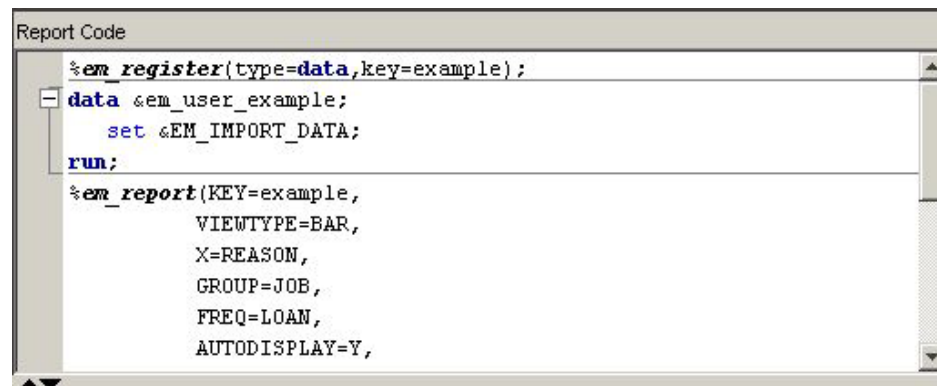 Report Code
%em_register(type=data,key=example);
data &em_user_example;
set &EM_IMPORT_DATA;
run;
%em_report(KEY=example,
VIEWTYPE=BAR,
X=REASON,
GROUP=JOB,
FREQ=LOAN,
AUTODISPLAY=Y,